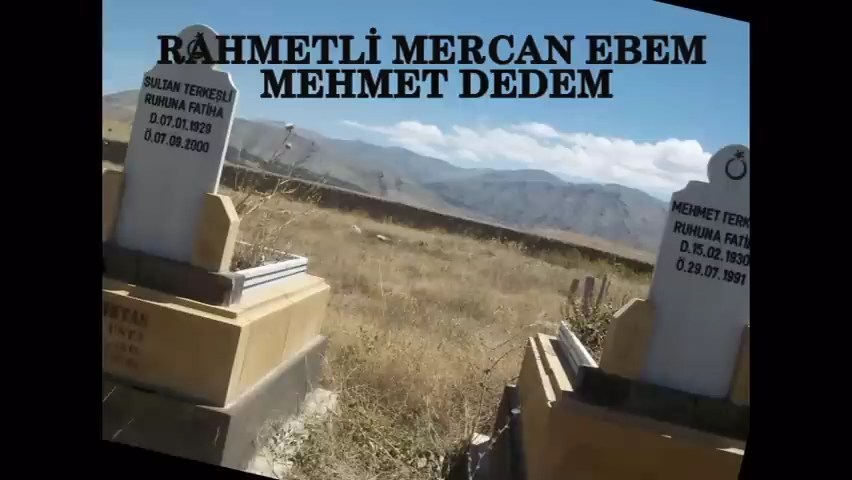 RAHMETLİ MERCAN EBEM
MEHMET DEDEM
SULTAN TERKEŞLİ
RUHUNA FATİHA
D.07.01.1929
Ö.07.09.2000
MEHMET TERK
RUHUNA FATİ
D.15.02.1930
Ö.29.07.1991